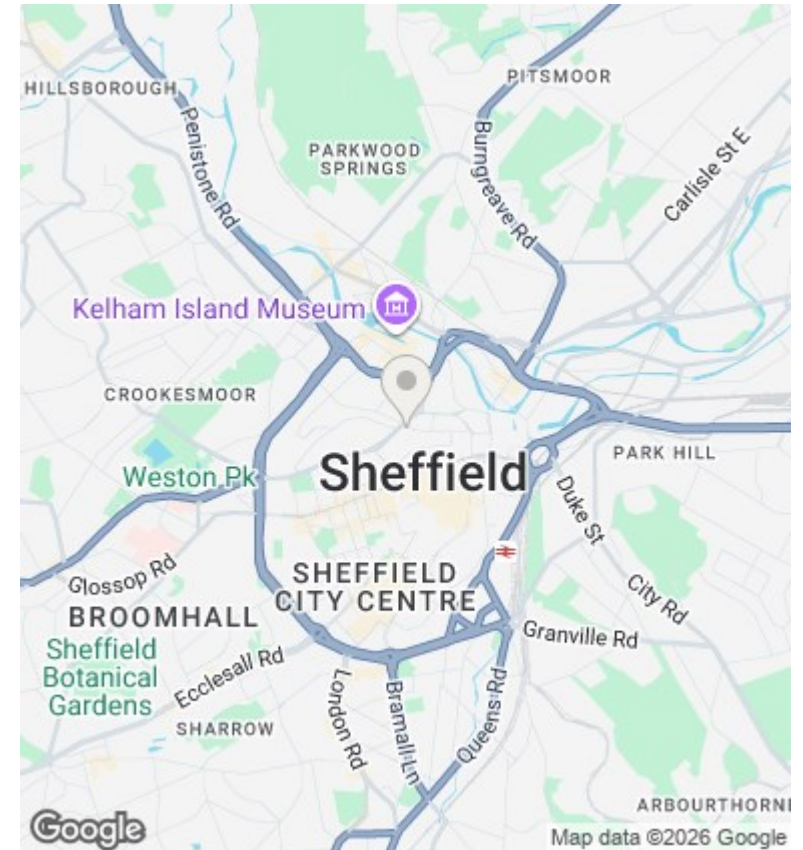 HILLSBOROUGH
PITSMOOR
Penistone Rd
PARKWOOD
SPRINGS
Burngreave Rd
Carlisle St E
Kelham Island Museum
CROOKESMOOR
Weston Pk
Sheffield
PARK HILL
Duke St
Glossop Rd
SHEFFIELD
CITY CENTRE
City Rd
BROOMHALL
Granville Rd
Sheffield
Botanical
Gardens
Ecclesall Rd
London Rd
Bramall Ln
Queens Rd
SHARROW
ARBOURTHORNE
Google
Map data ©2026 Google